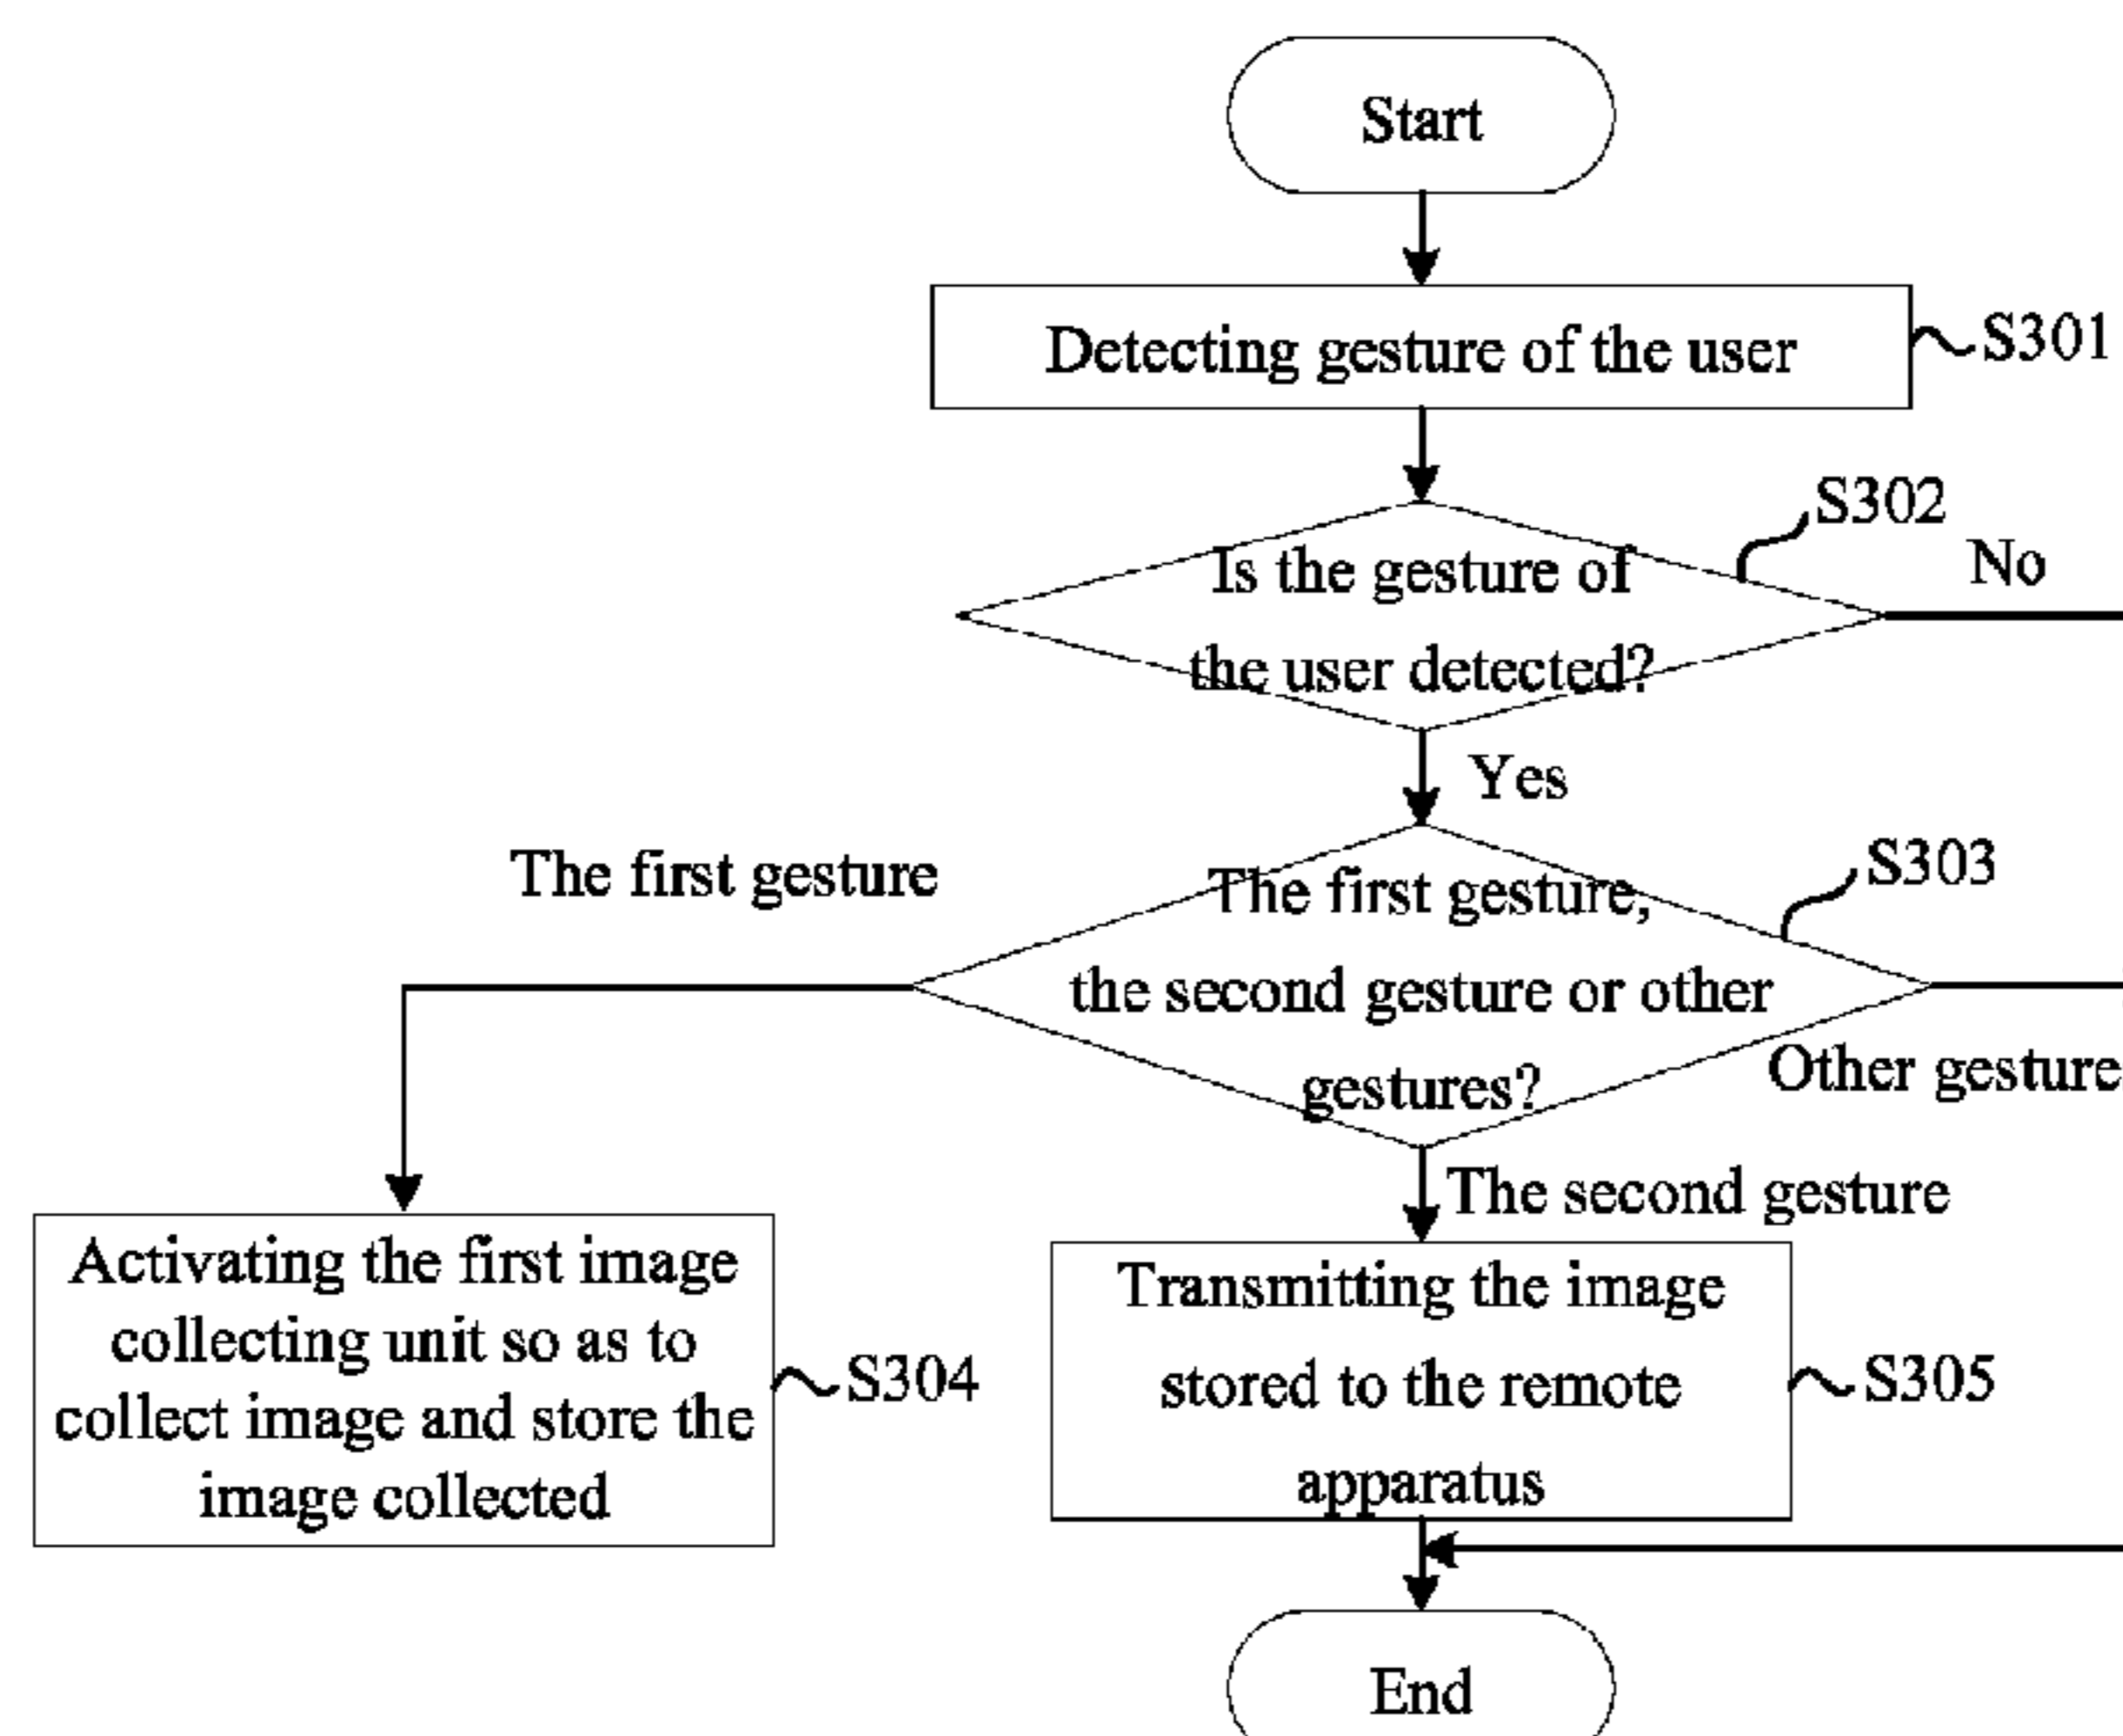 Start
Detecting gesture of the user
S301
S302
Is the gesture of
the user detected?
No
Yes
The first gesture
S303
The first gesture,
the second gesture or other
gestures?
Other gesture
The second gesture
Activating the first image
collecting unit so as to
collect image and store the
image collected
S304
Transmitting the image
stored to the remote
apparatus
S305
End